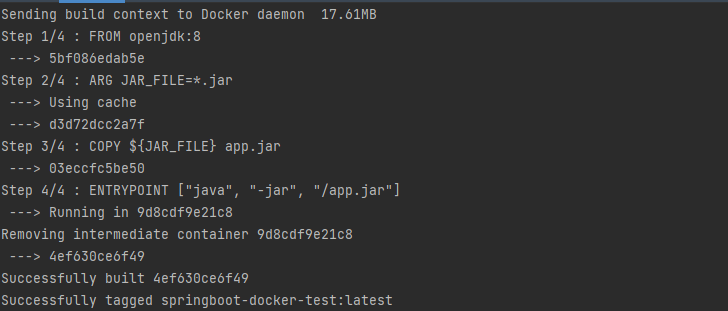 Sending build context to Docker daemon  17.61MB
Step 1/4 : FROM openjdk:8
 ---> 5bf086edab5e
Step 2/4 : ARG JAR_FILE=*.jar
 ---> Using cache
 ---> d3d72dcc2a7f
Step 3/4 : COPY ${JAR_FILE} app.jar
 ---> 03eccfc5be50
Step 4/4 : ENTRYPOINT ["java", "-jar", "/app.jar"]
 ---> Running in 9d8cdf9e21c8
Removing intermediate container 9d8cdf9e21c8
 ---> 4ef630ce6f49
Successfully built 4ef630ce6f49
Successfully tagged springboot-docker-test:latest